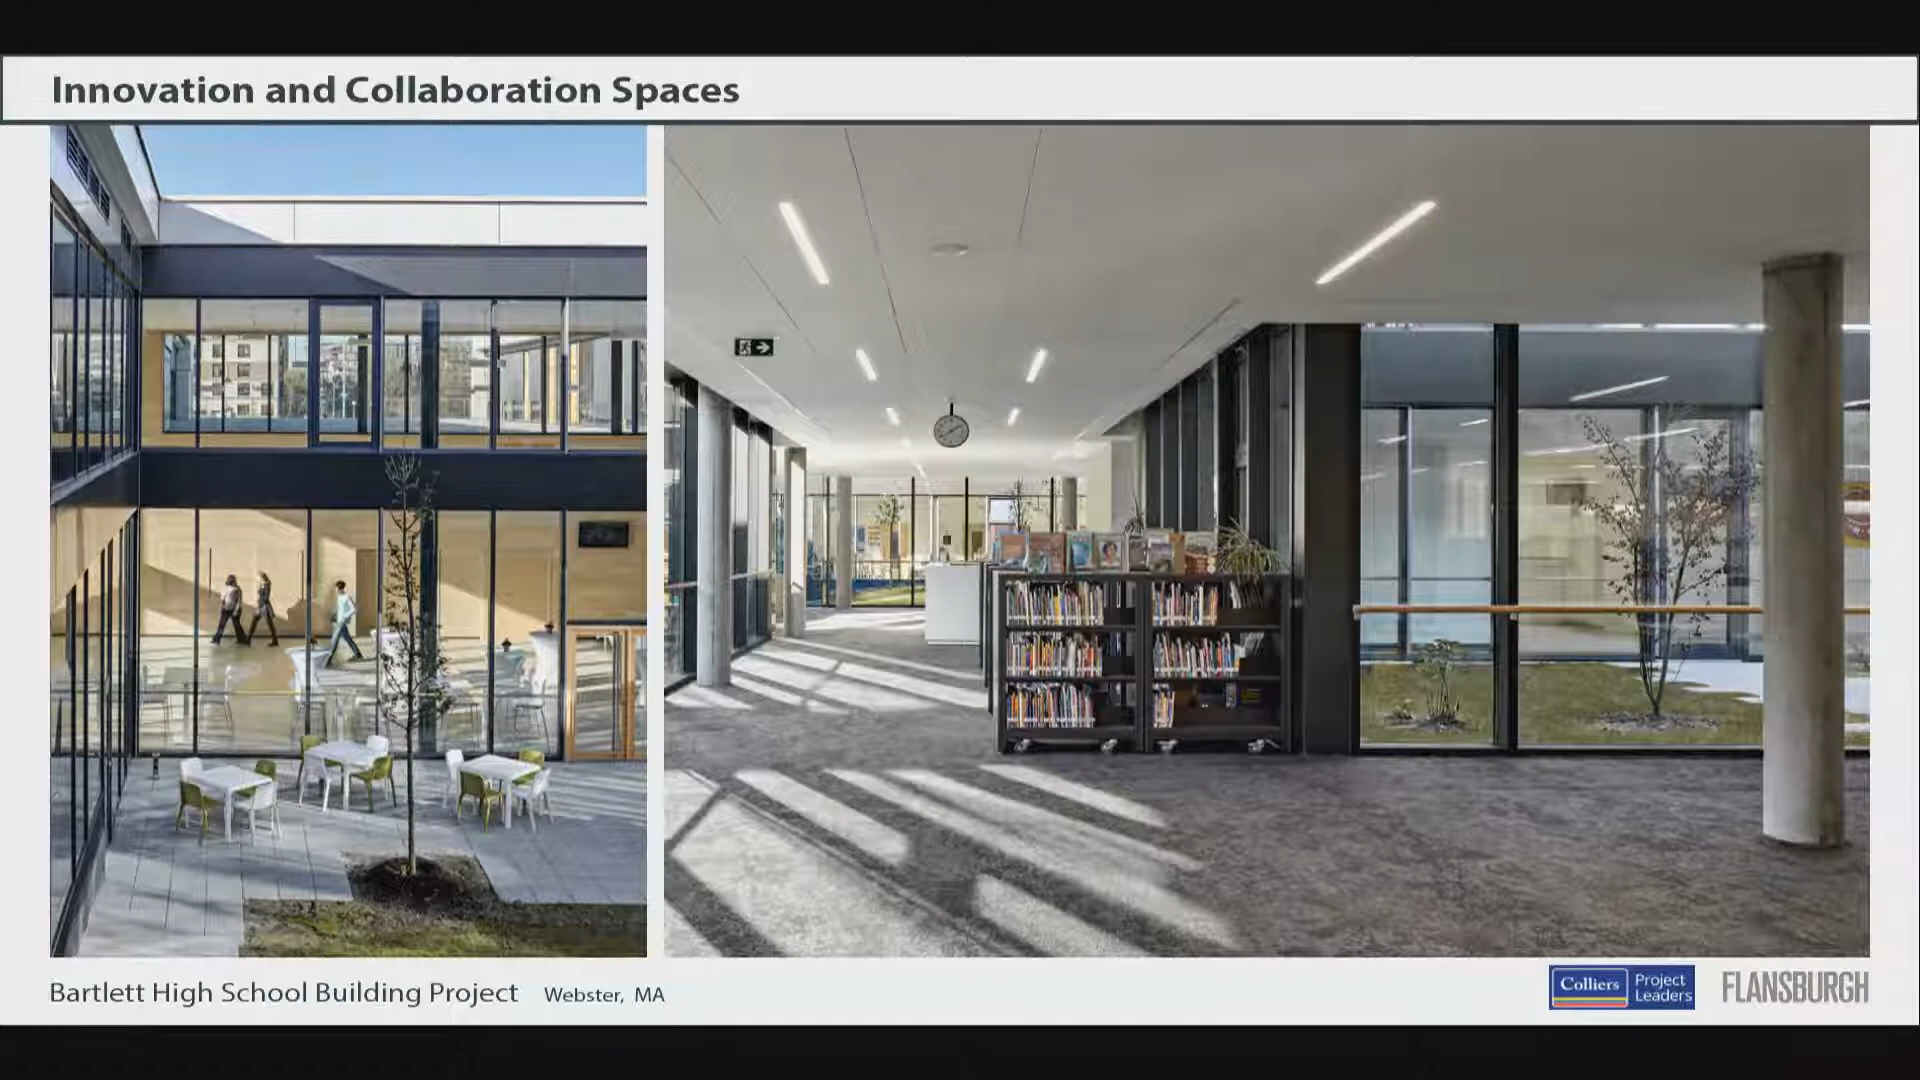 Innovation and Collaboration Spaces
Bartlett High School Building Project Webster, MA
Colliers
Project
Leaders
FLANSBURGH